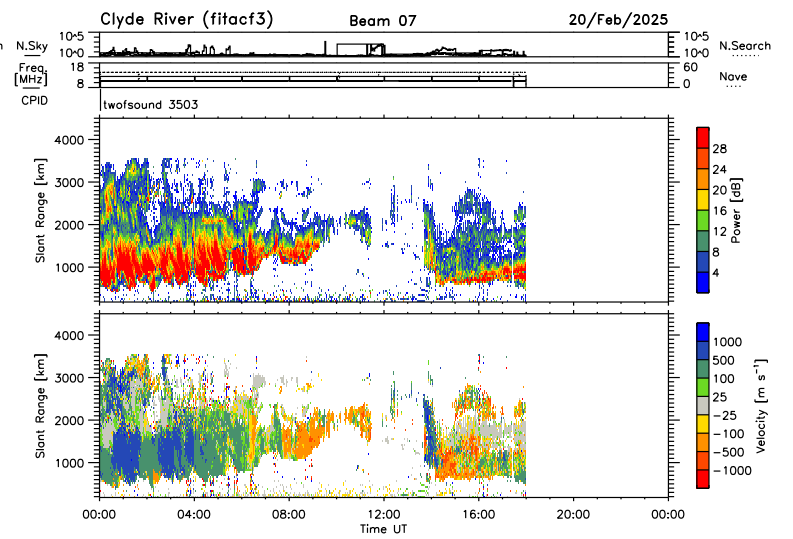 Clyde River (fitacf3) Beam 07 20/Feb/2025
n N.Sky 10^5 10^0 10^5 10^0 N.Search
Freq. [MHz] 18 8 60 0 Nave
CPID twofsound 3503
Slant Range [km] 4000 3000 2000 1000
28 24 20 16 12 8 4 Power [dB]
Slant Range [km] 4000 3000 2000 1000
1000 500 100 25 -25 -100 -500 -1000 Velocity [m s^-1]
00:00 04:00 08:00 12:00 16:00 20:00 00:00
Time UT